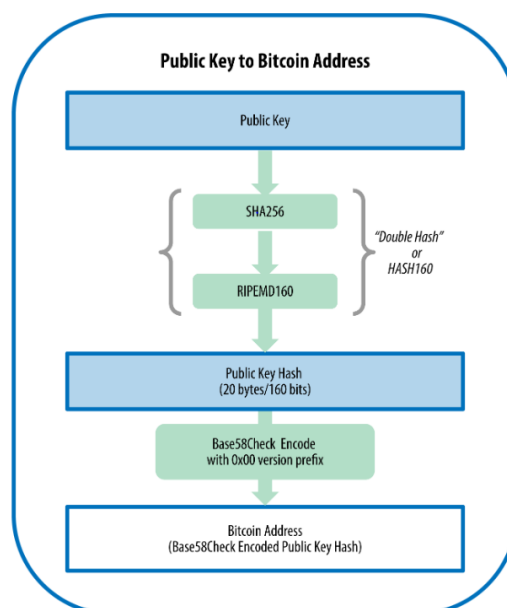 Public Key to Bitcoin Address
Public Key
SHA256
"Double Hash"
or
HASH160
RIPEMD160
Public Key Hash
(20 bytes/160 bits)
Base58Check Encode
with 0x00 version prefix
Bitcoin Address
(Base58Check Encoded Public Key Hash)